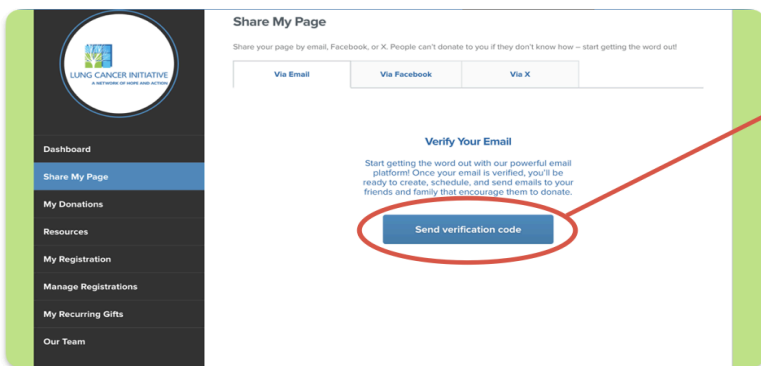 Share My Page
Share your page by email, Facebook, or X. People can't donate to you if they don't know how – start getting the word out!
LUNG CANCER INITIATIVE
A NETWORK OF HOPE AND ACTION
Via Email
Via Facebook
Via X
Dashboard
Share My Page
My Donations
Resources
My Registration
Manage Registrations
My Recurring Gifts
Our Team
Verify Your Email
Start getting the word out with our powerful email
platform! Once your email is verified, you'll be
ready to create, schedule, and send emails to your
friends and family that encourage them to donate.
Send verification code